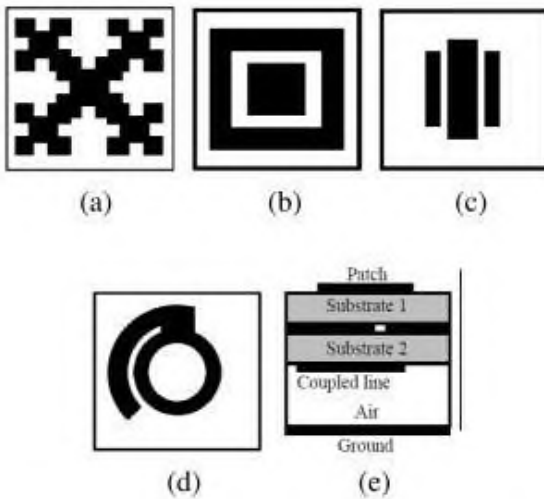 (a) (b) (c)
Patch
Substrate 1
Substrate 2
Coupled line
Air
Ground
(d) (e)